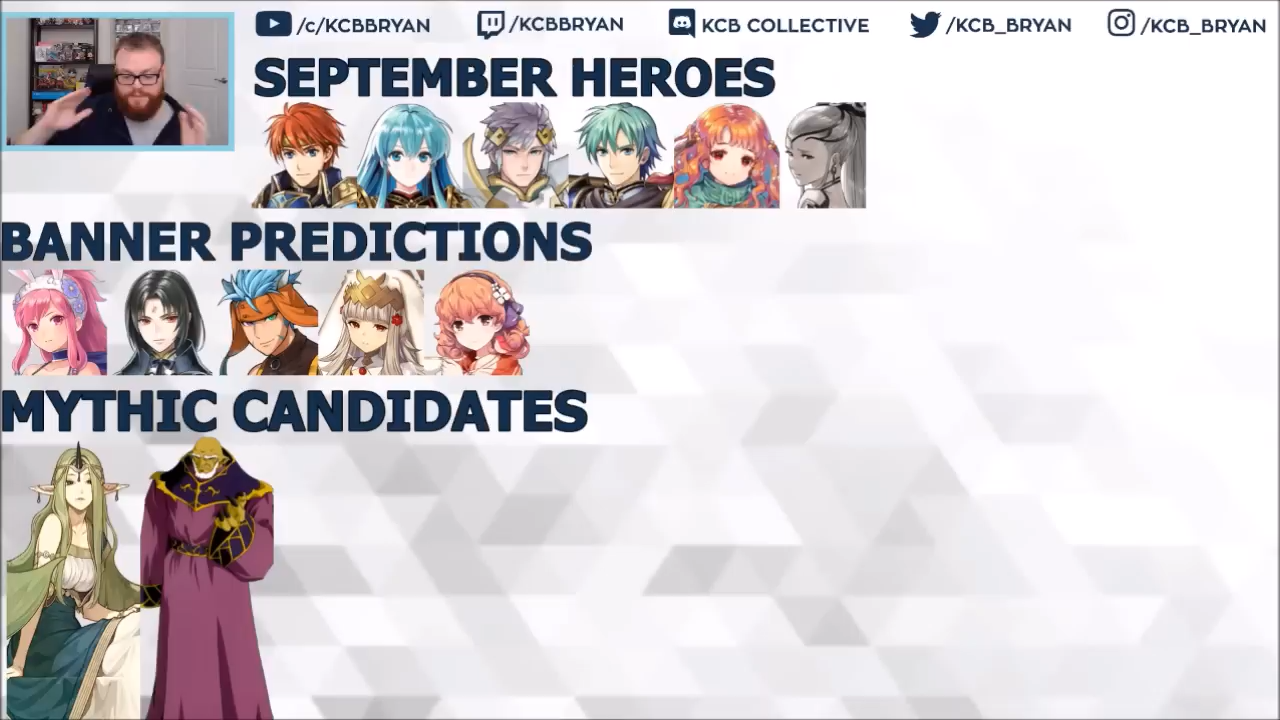 /c/KCBBRYAN /KCBBRYAN KCB COLLECTIVE /KCB_BRYAN /KCB_BRYAN
SEPTEMBER HEROES
BANNER PREDICTIONS
MYTHIC CANDIDATES